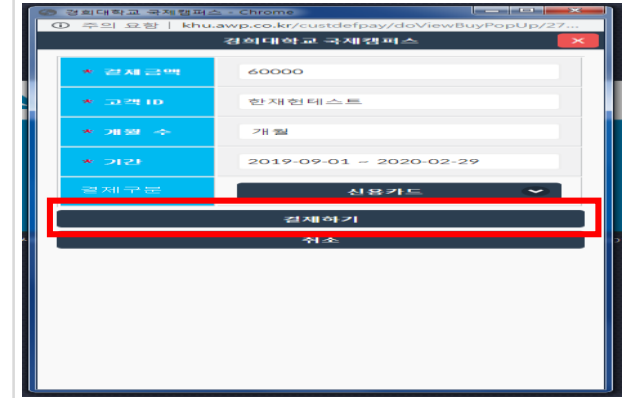 경희대학교 국제캠퍼스 - Chrome
주의 요함 | khu.awp.co.kr/custdefpay/doViewBuyPopUp/27...
경희대학교 국제캠퍼스
* 결제금액 60000
* 고객ID 한재현테스트
* 개월 수 개월
* 기간 2019-09-01 ~ 2020-02-29
결제구분 신용카드
결제하기
취소